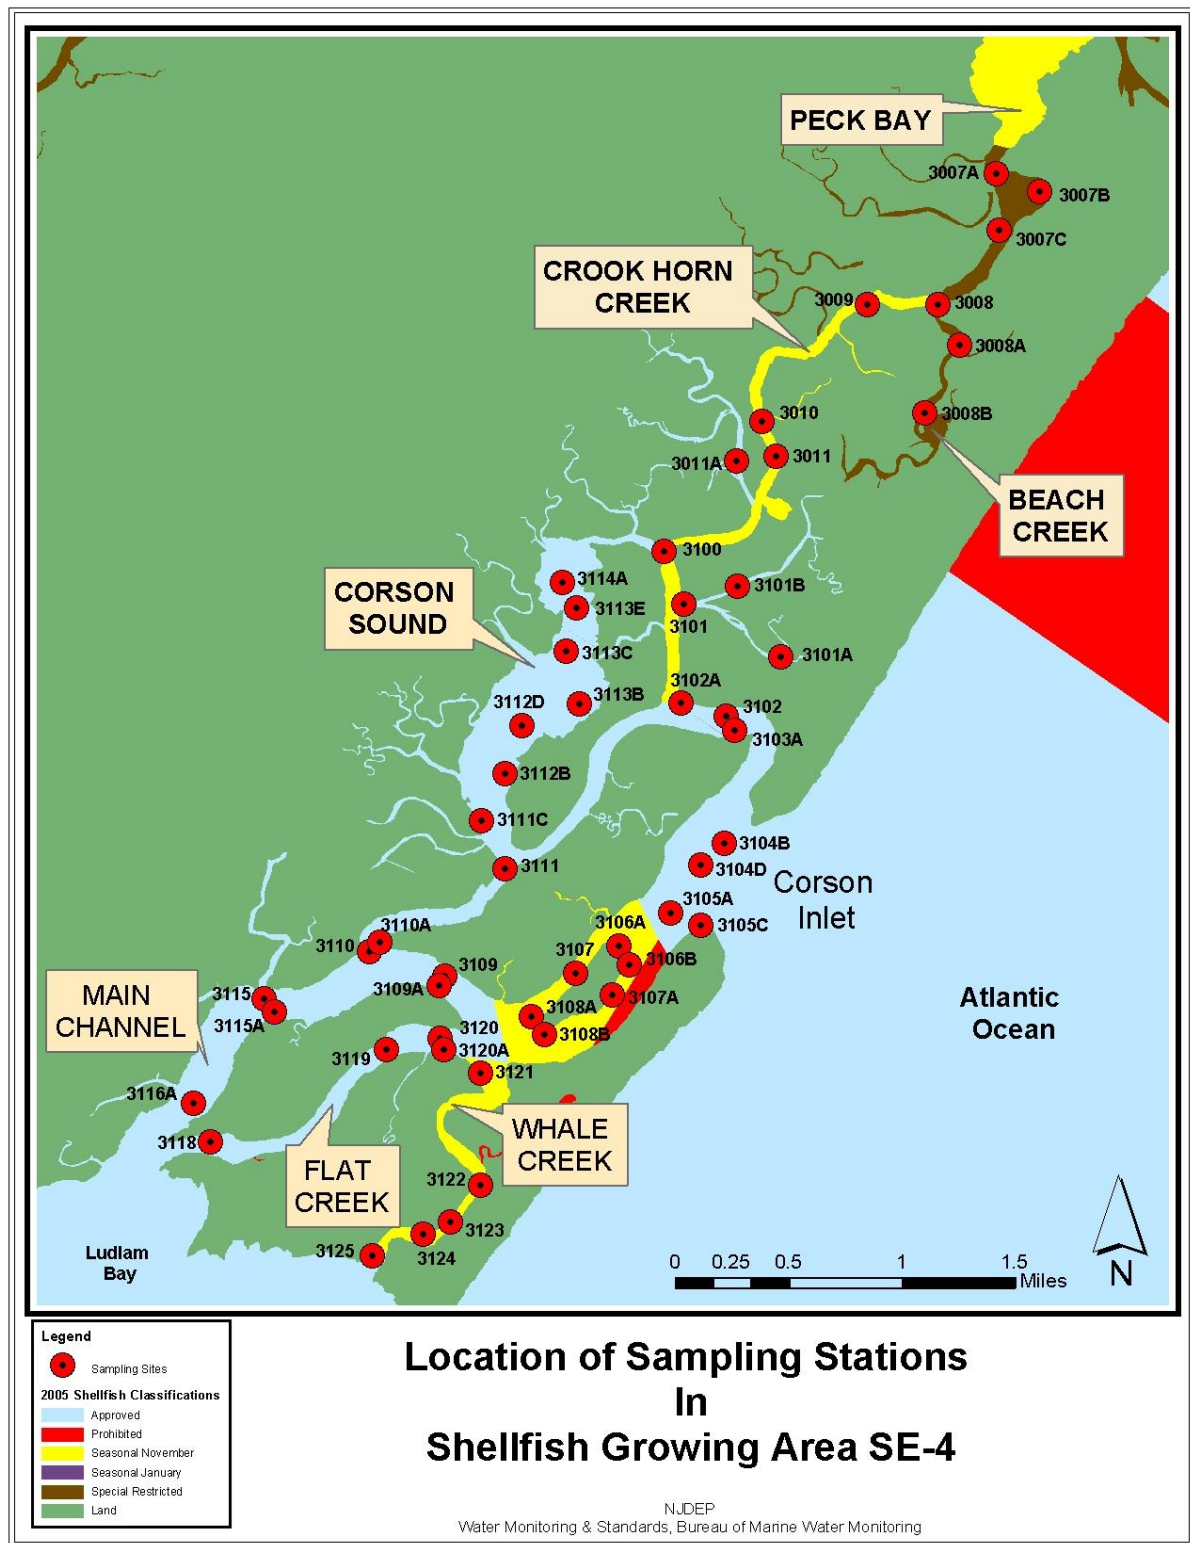 PECK BAY
3007A
3007B
3007C
CROOK HORN
CREEK
3009
3008
3008A
3010
3008B
3011A
3011
BEACH
CREEK
3100
3114A
3101B
CORSON
SOUND
3113E
3101
3113C
3101A
3102A
3112D
3113B
3102
3103A
3112B
3111C
3104B
3111
3104D
Corson
Inlet
3105A
3110A
3106A
3105C
3110
3107
3109
3106B
MAIN
CHANNEL
3115
3109A
3107A
Atlantic
Ocean
3115A
3108A
3120
3108B
3119
3120A
3121
3116A
WHALE
CREEK
3118
FLAT
CREEK
3122
3123
3125
3124
Ludlam
Bay
0 0.25 0.5 1 1.5
Miles
N
Legend
Sampling Sites
2005 Shellfish Classifications
Approved
Prohibited
Seasonal November
Seasonal January
Special Restricted
Land
Location of Sampling Stations
In
Shellfish Growing Area SE-4
NJDEP
Water Monitoring & Standards, Bureau of Marine Water Monitoring